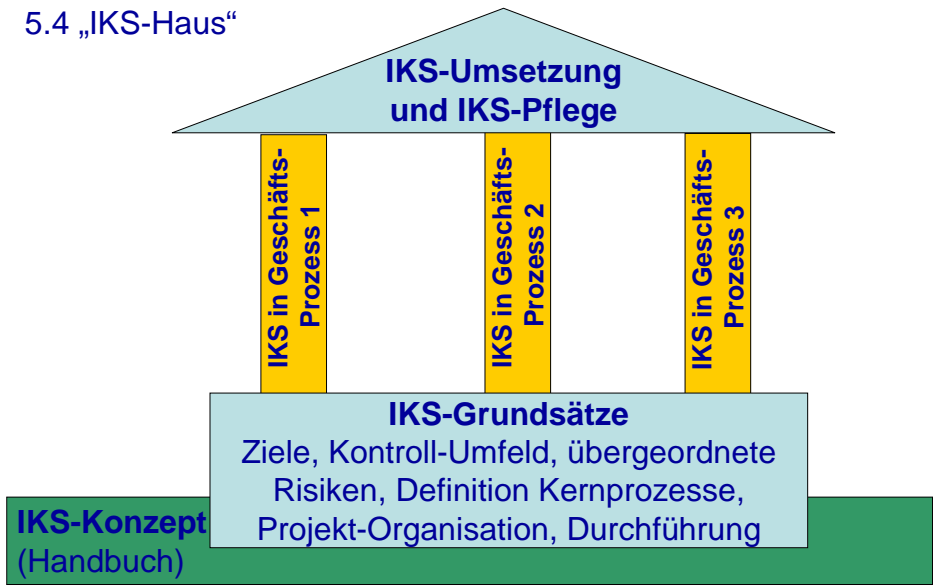 5.4 „IKS-Haus“
IKS-Umsetzung
und IKS-Pflege
IKS in Geschäfts-
Prozess 1
IKS in Geschäfts-
Prozess 2
IKS in Geschäfts-
Prozess 3
IKS-Grundsätze
Ziele, Kontroll-Umfeld, übergeordnete
Risiken, Definition Kernprozesse,
Projekt-Organisation, Durchführung
IKS-Konzept
(Handbuch)